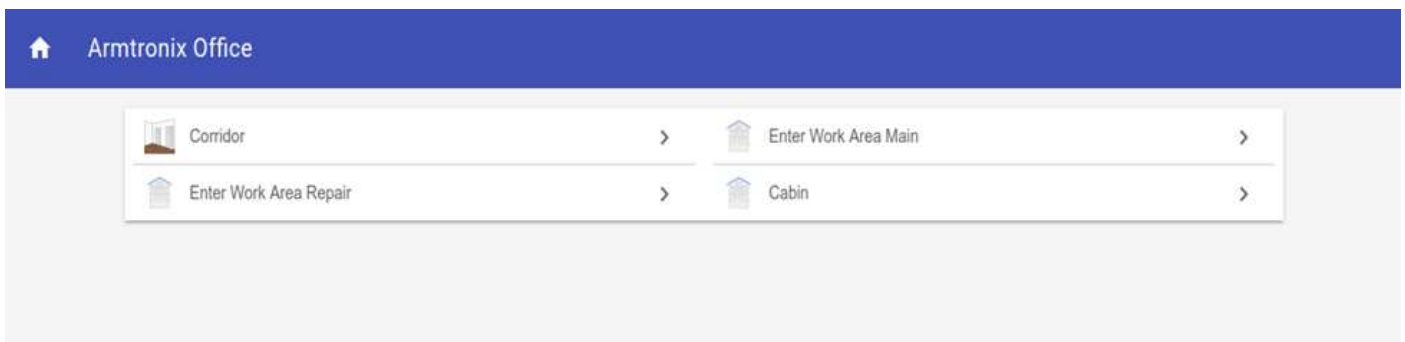 Armtronix Office
Corridor
Enter Work Area Main
Enter Work Area Repair
Cabin